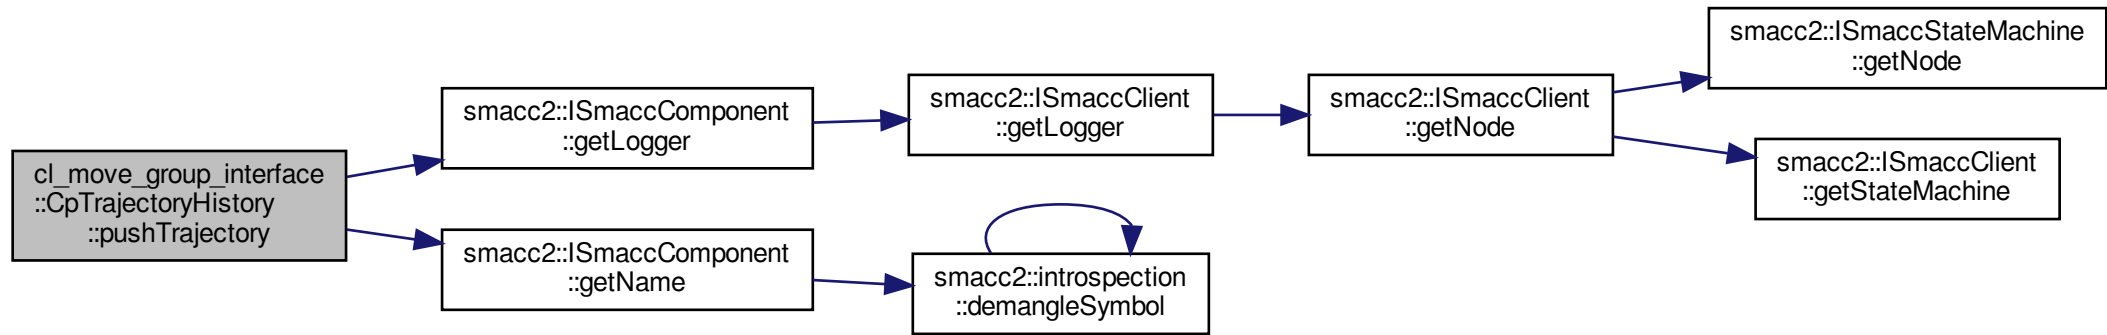 cl_move_group_interface
::CpTrajectoryHistory
::pushTrajectory
smacc2::ISmaccComponent
::getLogger
smacc2::ISmaccComponent
::getName
smacc2::ISmaccClient
::getLogger
smacc2::introspection
::demangleSymbol
smacc2::ISmaccClient
::getNode
smacc2::ISmaccStateMachine
::getNode
smacc2::ISmaccClient
::getStateMachine